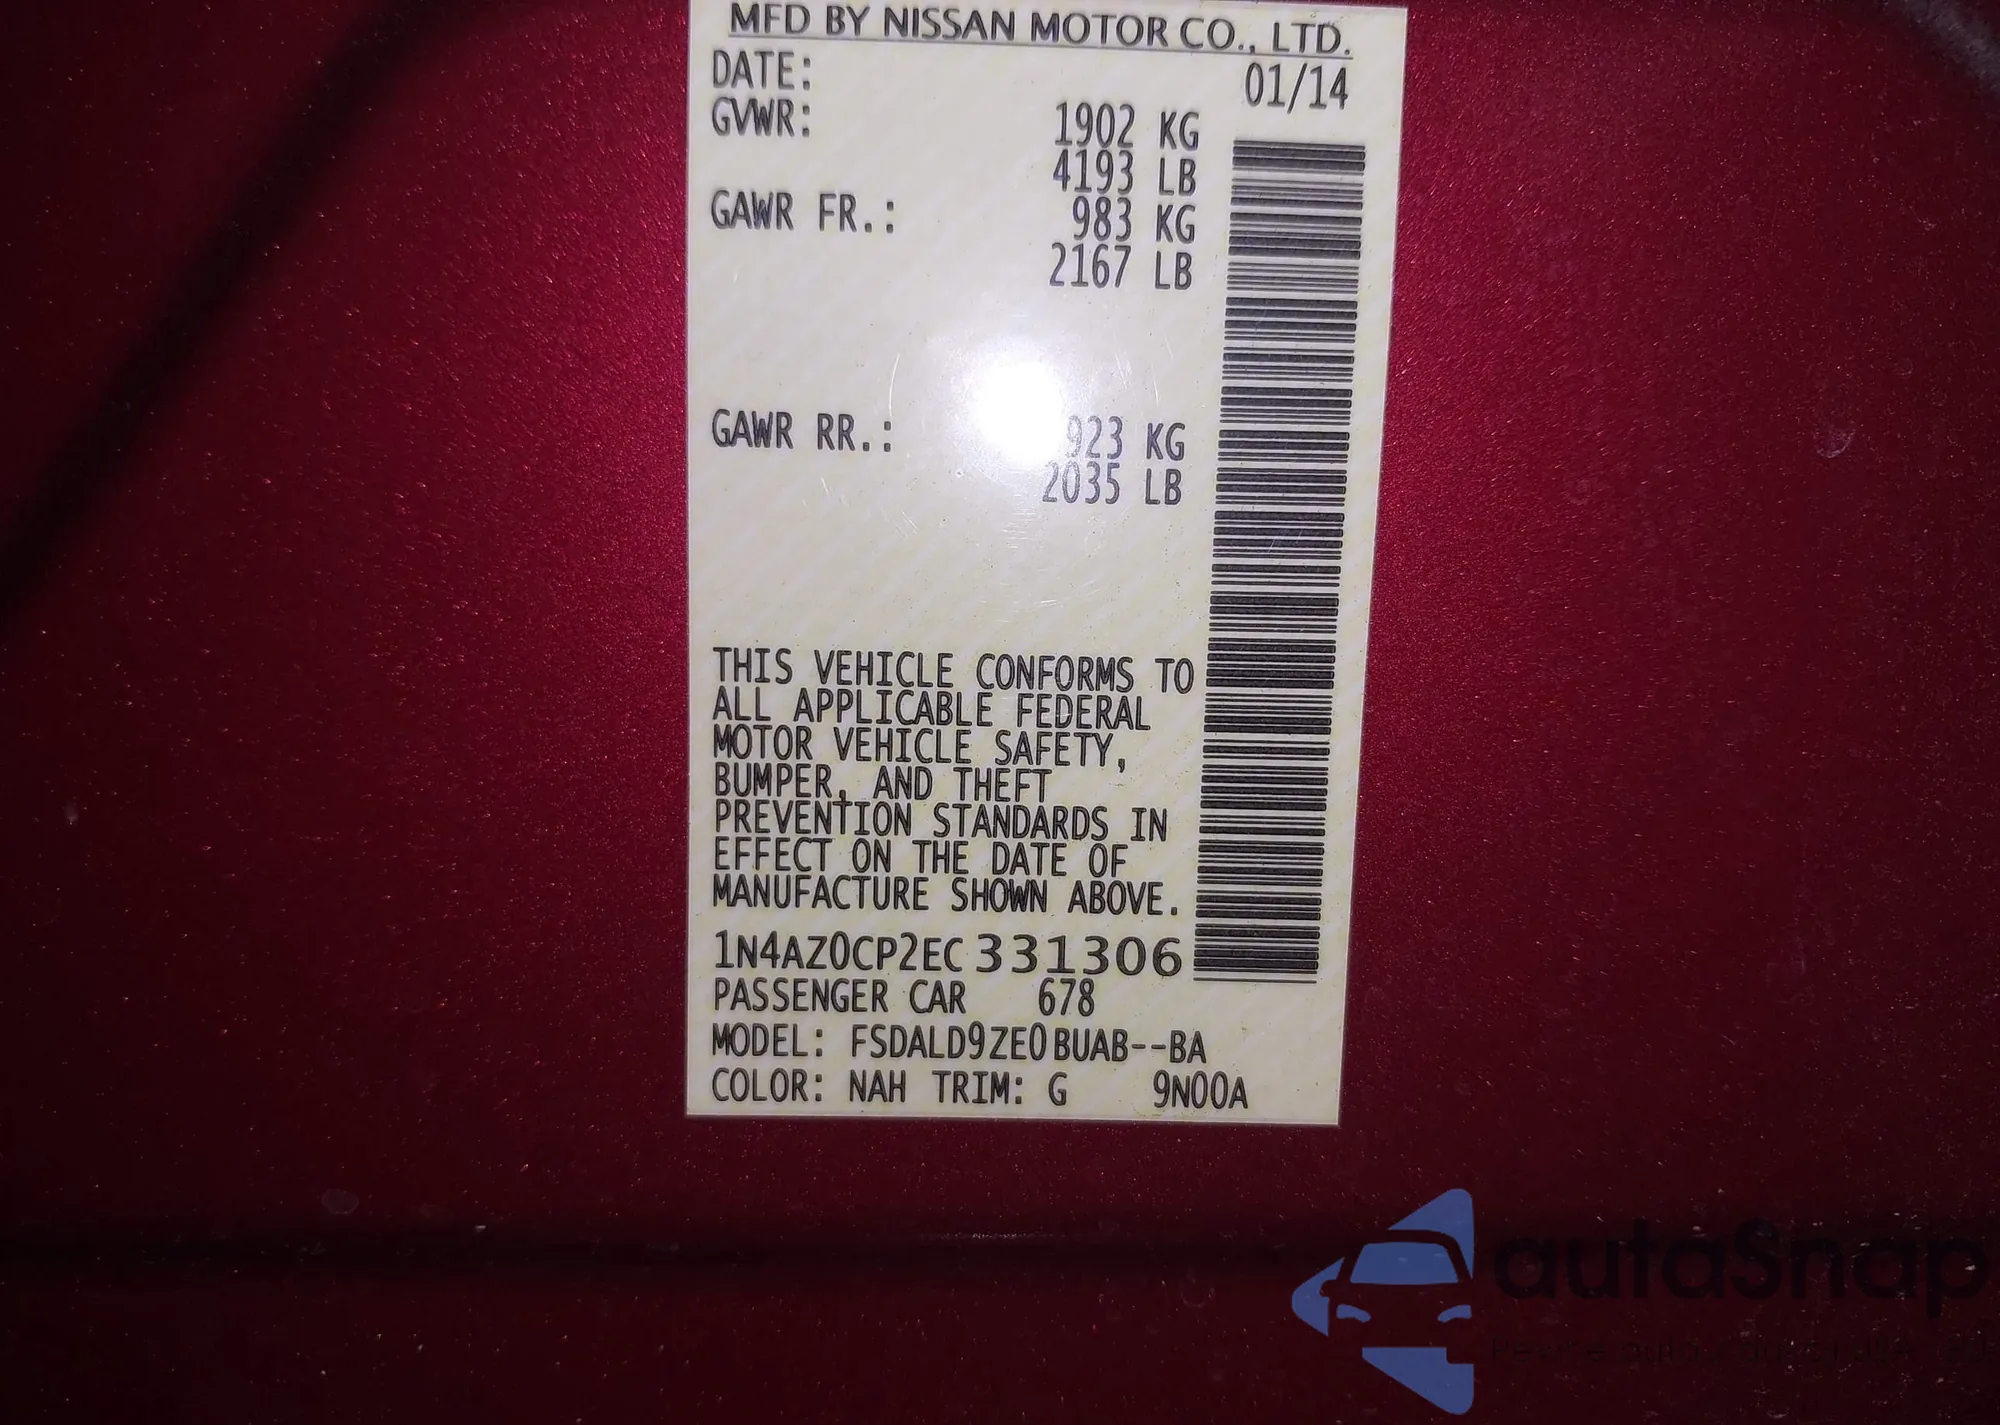 MFD BY NISSAN MOTOR CO., LTD.
DATE: 01/14
GVWR: 1902 KG
4193 LB
GAWR FR.: 983 KG
2167 LB
GAWR RR.: 923 KG
2035 LB
THIS VEHICLE CONFORMS TO
ALL APPLICABLE FEDERAL
MOTOR VEHICLE SAFETY,
BUMPER, AND THEFT
PREVENTION STANDARDS IN
EFFECT ON THE DATE OF
MANUFACTURE SHOWN ABOVE.
1N4AZ0CP2EC331306
PASSENGER CAR 678
MODEL: FSDALD9ZE0BUAB--BA
COLOR: NAH TRIM: G 9N00A
autaSnap